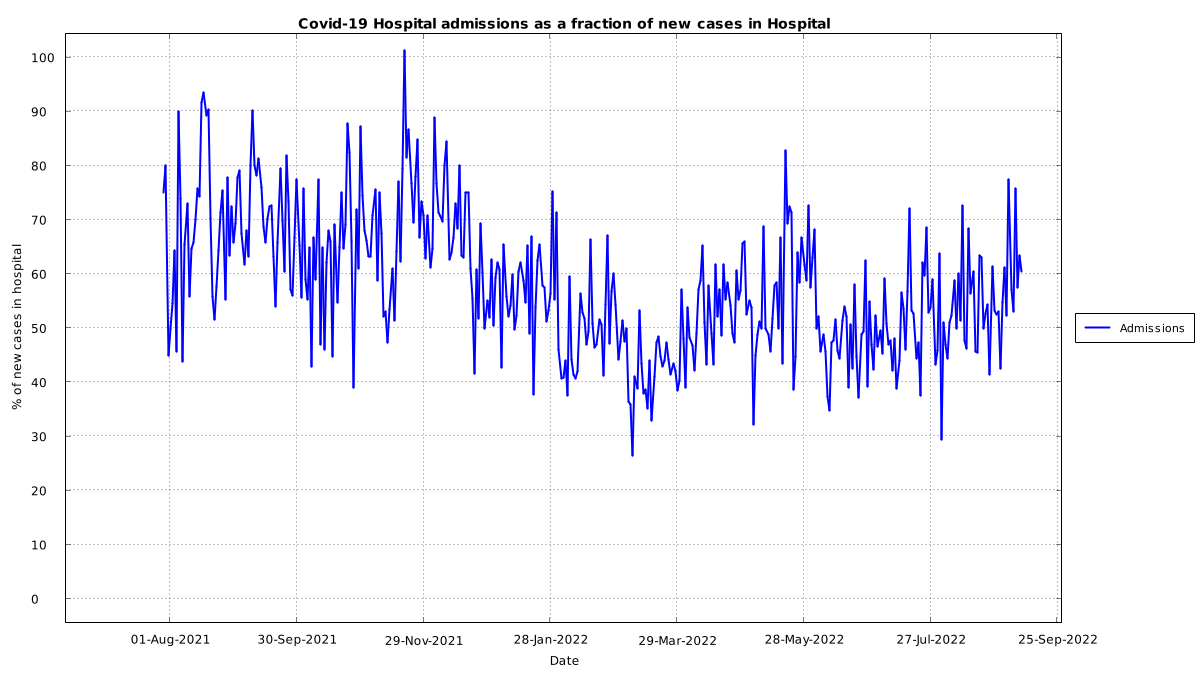 Covid-19 Hospital admissions as a fraction of new cases in Hospital
% of new cases in hospital
100
90
80
70
60
50
40
30
20
10
0
01-Aug-2021 30-Sep-2021 29-Nov-2021 28-Jan-2022 29-Mar-2022 28-May-2022 27-Jul-2022 25-Sep-2022
Date
Admissions